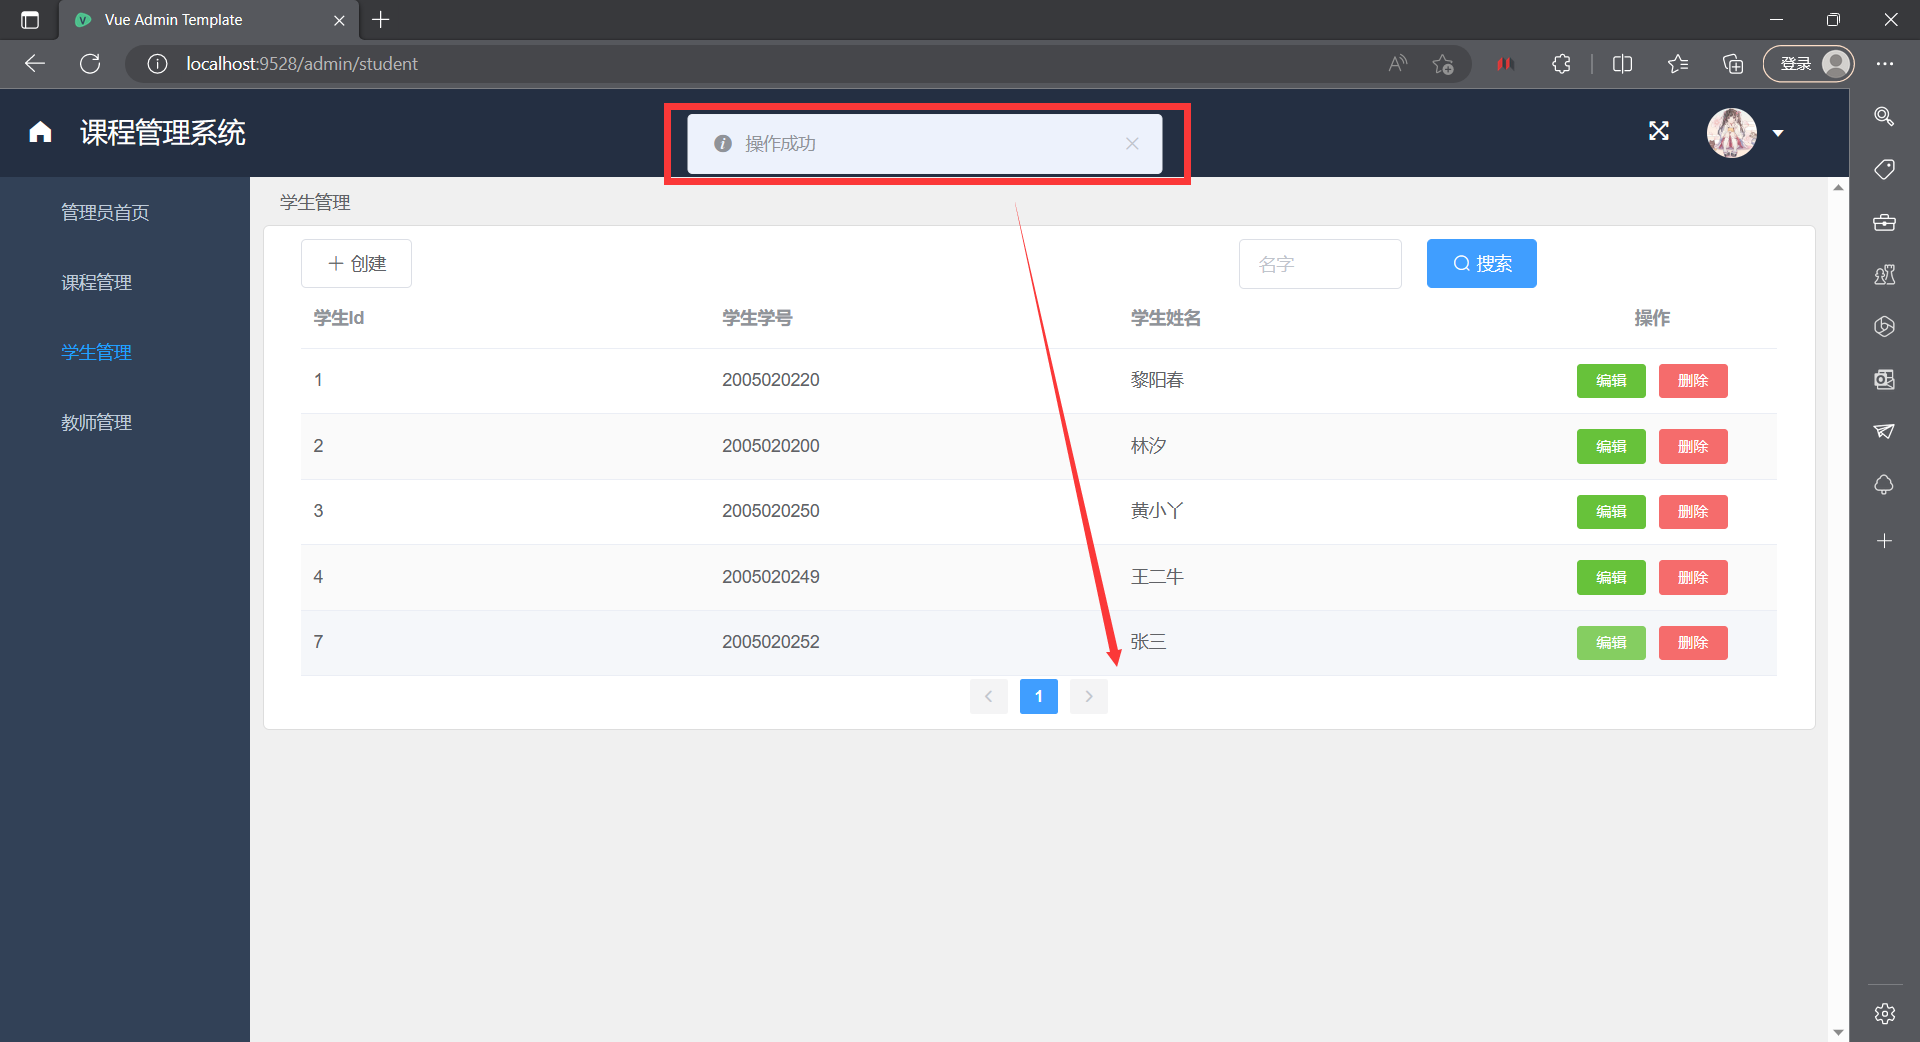 Vue Admin Template
localhost:9528/admin/student
登录
课程管理系统
操作成功
管理员首页
课程管理
学生管理
教师管理
学生管理
创建
名字
搜索
学生Id 学生学号 学生姓名 操作
1 2005020220 黎阳春 编辑 删除
2 2005020200 林汐 编辑 删除
3 2005020250 黄小丫 编辑 删除
4 2005020249 王二牛 编辑 删除
7 2005020252 张三 编辑 删除
1